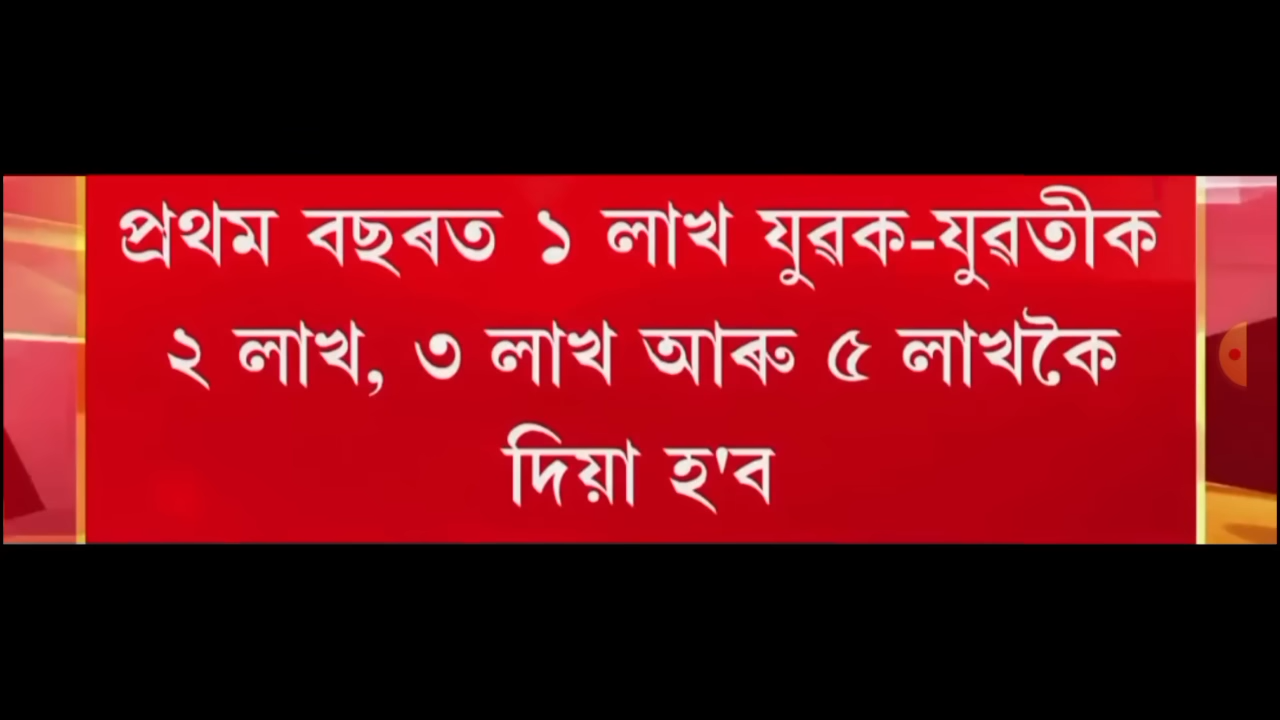 প্ৰথম বছৰত ১ লাখ যুৱক-যুৱতীক
২ লাখ, ৩ লাখ আৰু ৫ লাখকৈ
দিয়া হ'ব